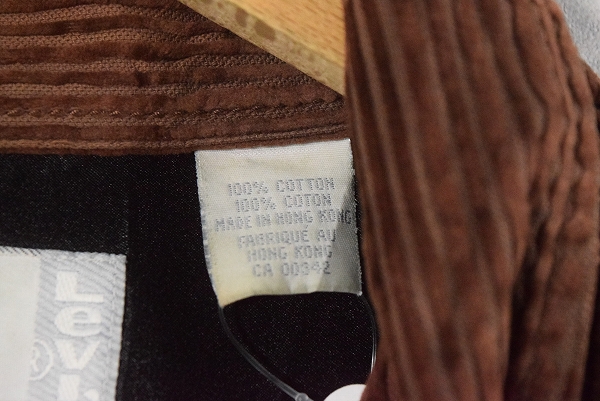 100% COTTON
100% COTON
MADE IN HONG KONG
FABRIQUE AU
HONG KONG
CA 00342
Levi'
®